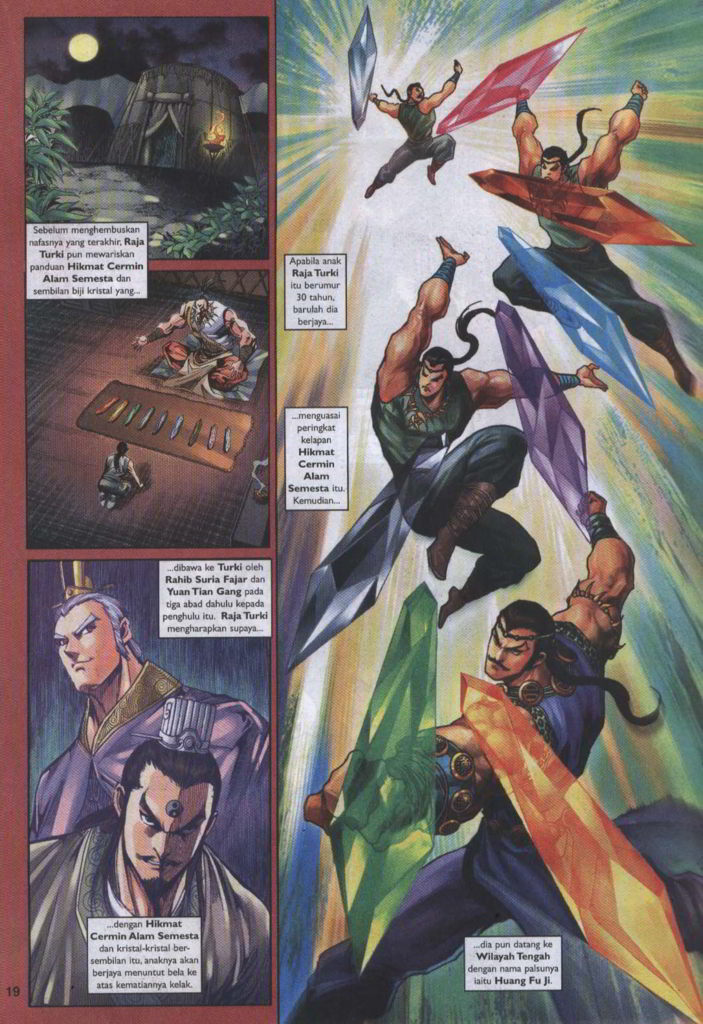 Sebelum menghembuskan
nafasnya yang terakhir, Raja
Turki pun mewariskan
panduan Hikmat Cermin
Alam Semesta dan
sembilan biji kristal yang...
...dibawa ke Turki oleh
Rahib Suria Fajar dan
Yuan Tian Gang pada
tiga abad dahulu kepada
penghulu itu. Raja Turki
mengharapkan supaya...
...dengan Hikmat
Cermin Alam Semesta
dan kristal-kristal ber-
sembilan itu, anaknya akan
berjaya menuntut bela ke
atas kematiannya kelak.
Apabila anak
Raja Turki
itu berumur
30 tahun,
barulah dia
berjaya...
...menguasai
peringkat
kelapan
Hikmat
Cermin
Alam
Semesta itu.
Kemudian...
...dia pun datang ke
Wilayah Tengah
dengan nama palsunya
iaitu Huang Fu Ji.
19